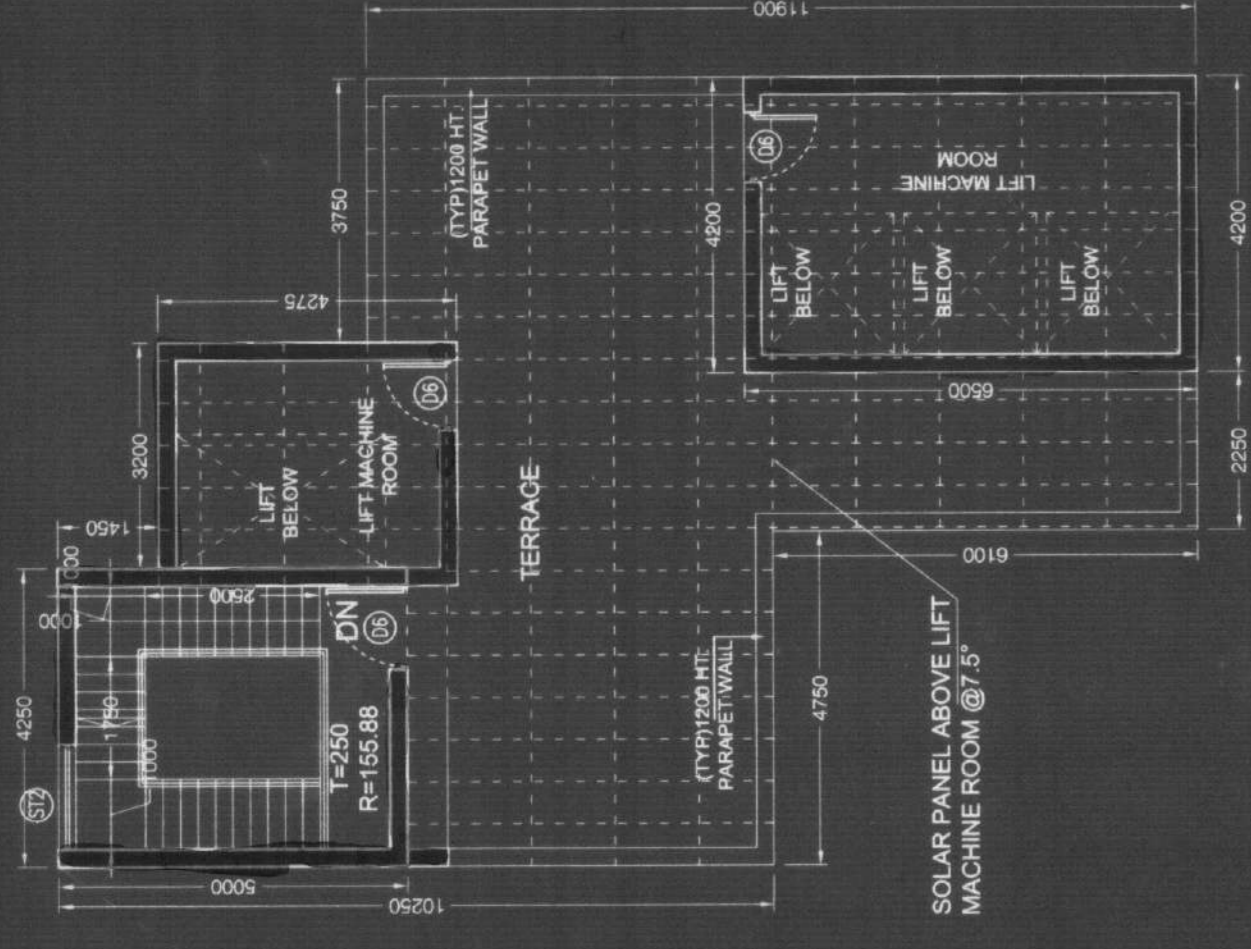 11900
3750
(TYP)1200 HT.
PARAPET WALL
4275
3200
1450
LIFT
BELOW
LIFT MACHINE
ROOM
D6
4200
D6
LIFT MACHINE
ROOM
LIFT
BELOW
LIFT
BELOW
LIFT
BELOW
4200
6500
2250
6100
TERRACE
4250
ST2
1000
2500
1750
1000
DN
D6
T=250
R=155.88
5000
10250
(TYP)1200 HT.
PARAPET WALL
4750
SOLAR PANEL ABOVE LIFT
MACHINE ROOM @7.5°